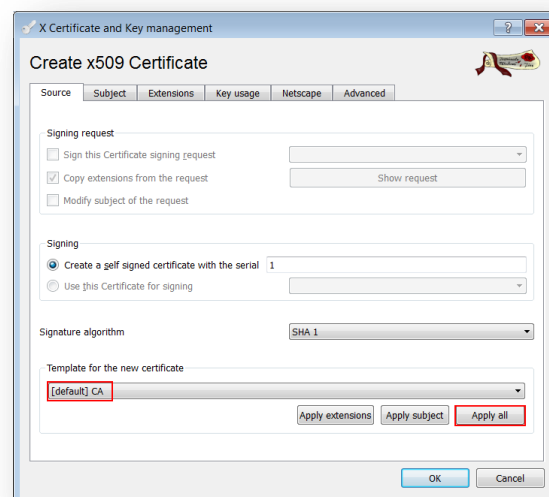 X Certificate and Key management
Create x509 Certificate
Source Subject Extensions Key usage Netscape Advanced
Signing request
Sign this Certificate signing request
Copy extensions from the request Show request
Modify subject of the request
Signing
Create a self signed certificate with the serial 1
Use this Certificate for signing
Signature algorithm SHA 1
Template for the new certificate
[default] CA
Apply extensions Apply subject Apply all
OK Cancel